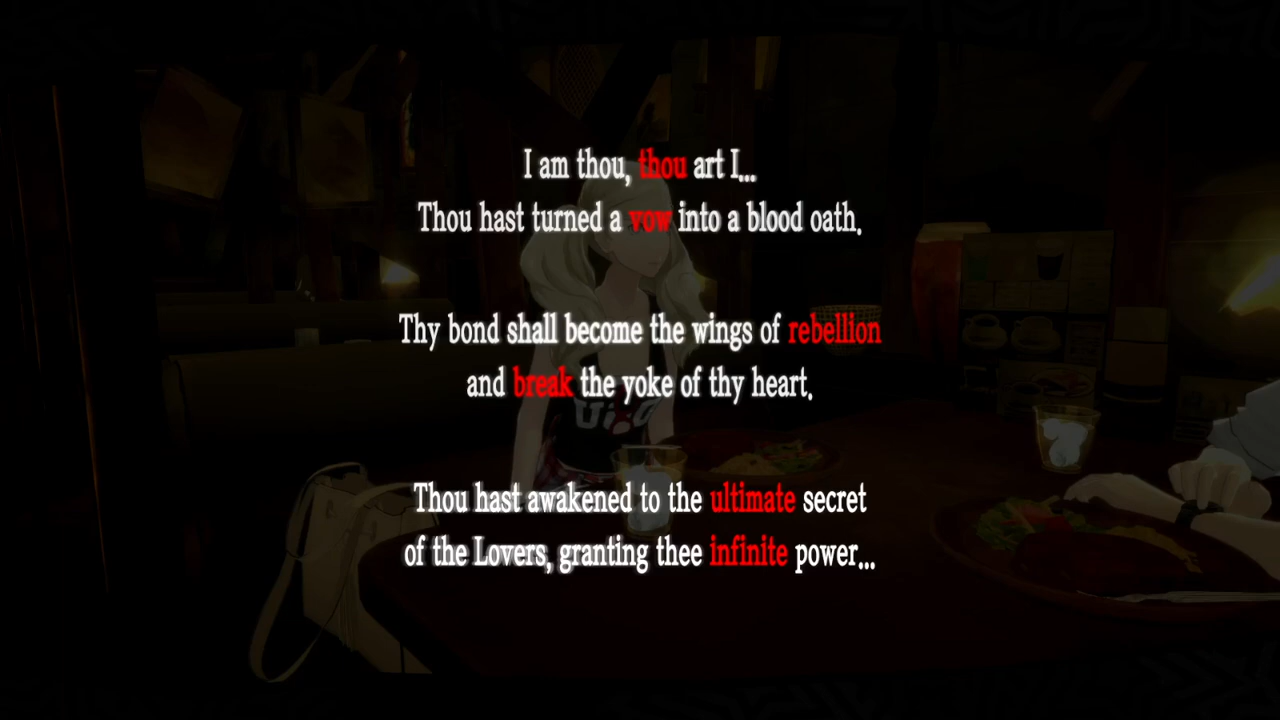 I am thou, thou art I...
Thou hast turned a vow into a blood oath.
Thy bond shall become the wings of rebellion
and break the yoke of thy heart.
Thou hast awakened to the ultimate secret
of the Lovers, granting thee infinite power...